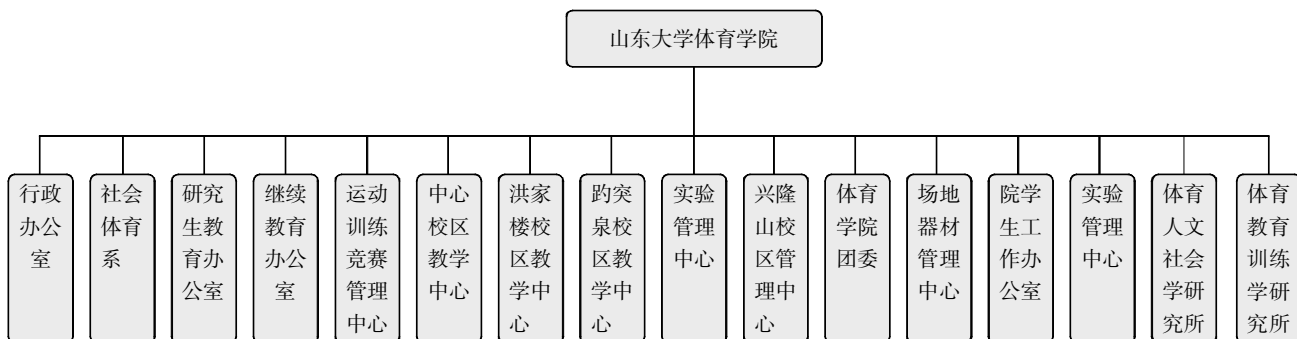 山东大学体育学院
行政
办公
室
社会
体育
系
研究
生教
育办
公室
继续
教育
办公
室
运动
训练
竞赛
管理
中心
中心
校区
教学
中心
洪家
楼校
区教
学中
心
趵突
泉校
区教
学中
心
实验
管理
中心
兴隆
山校
区管
理中
心
体育
学院
团委
场地
器材
管理
中心
院学
生工
作办
公室
实验
管理
中心
体育
人文
社会
学研
究所
体育
教育
训练
学研
究所